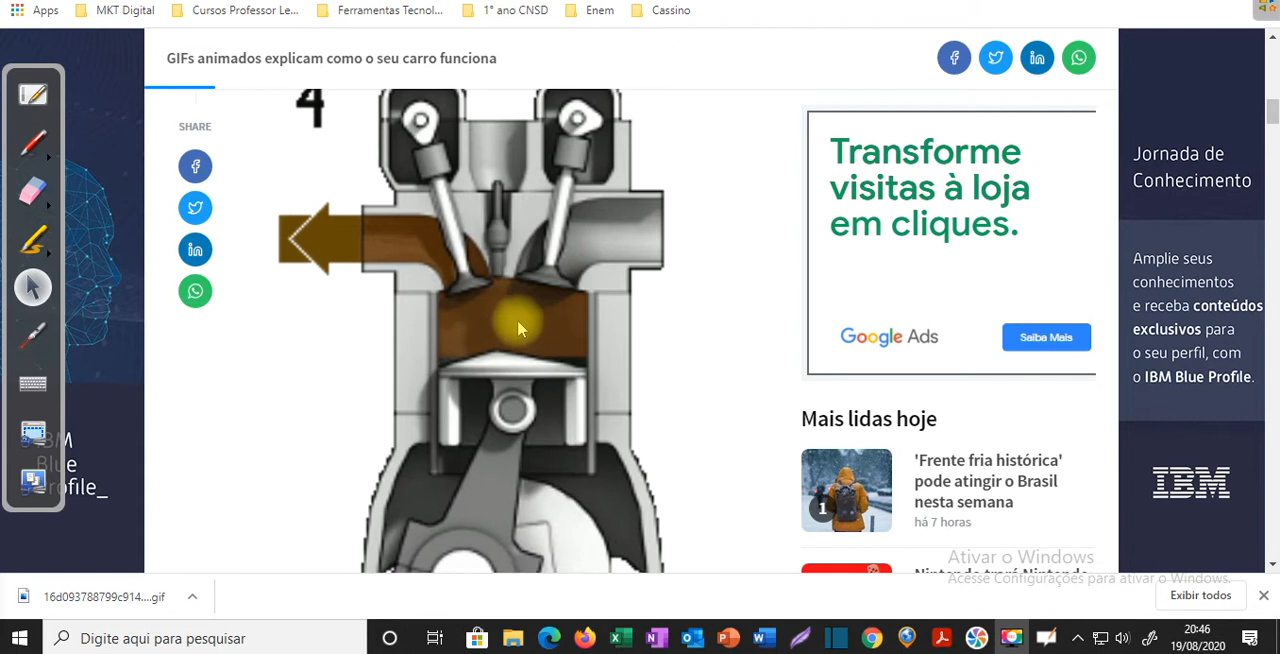 Apps
MKT Digital
Cursos Professor Le...
Ferramentas Tecnol...
1° ano CNSD
Enem
Cassino
GIFs animados explicam como o seu carro funciona
SHARE
4
Transforme
visitas à loja
em cliques.
Google Ads
Saiba Mais
Mais lidas hoje
'Frente fria histórica'
pode atingir o Brasil
nesta semana
há 7 horas
1
Jornada de
Conhecimento
Amplie seus
conhecimentos
e receba conteúdos
exclusivos para
o seu perfil, com
o IBM Blue Profile.
IBM
Blue
Ativar o Windows
Acesse Configurações para ativar o Windows.
16d093788799c914....gif
Exibir todos
Digite aqui para pesquisar
20:46
19/08/2020